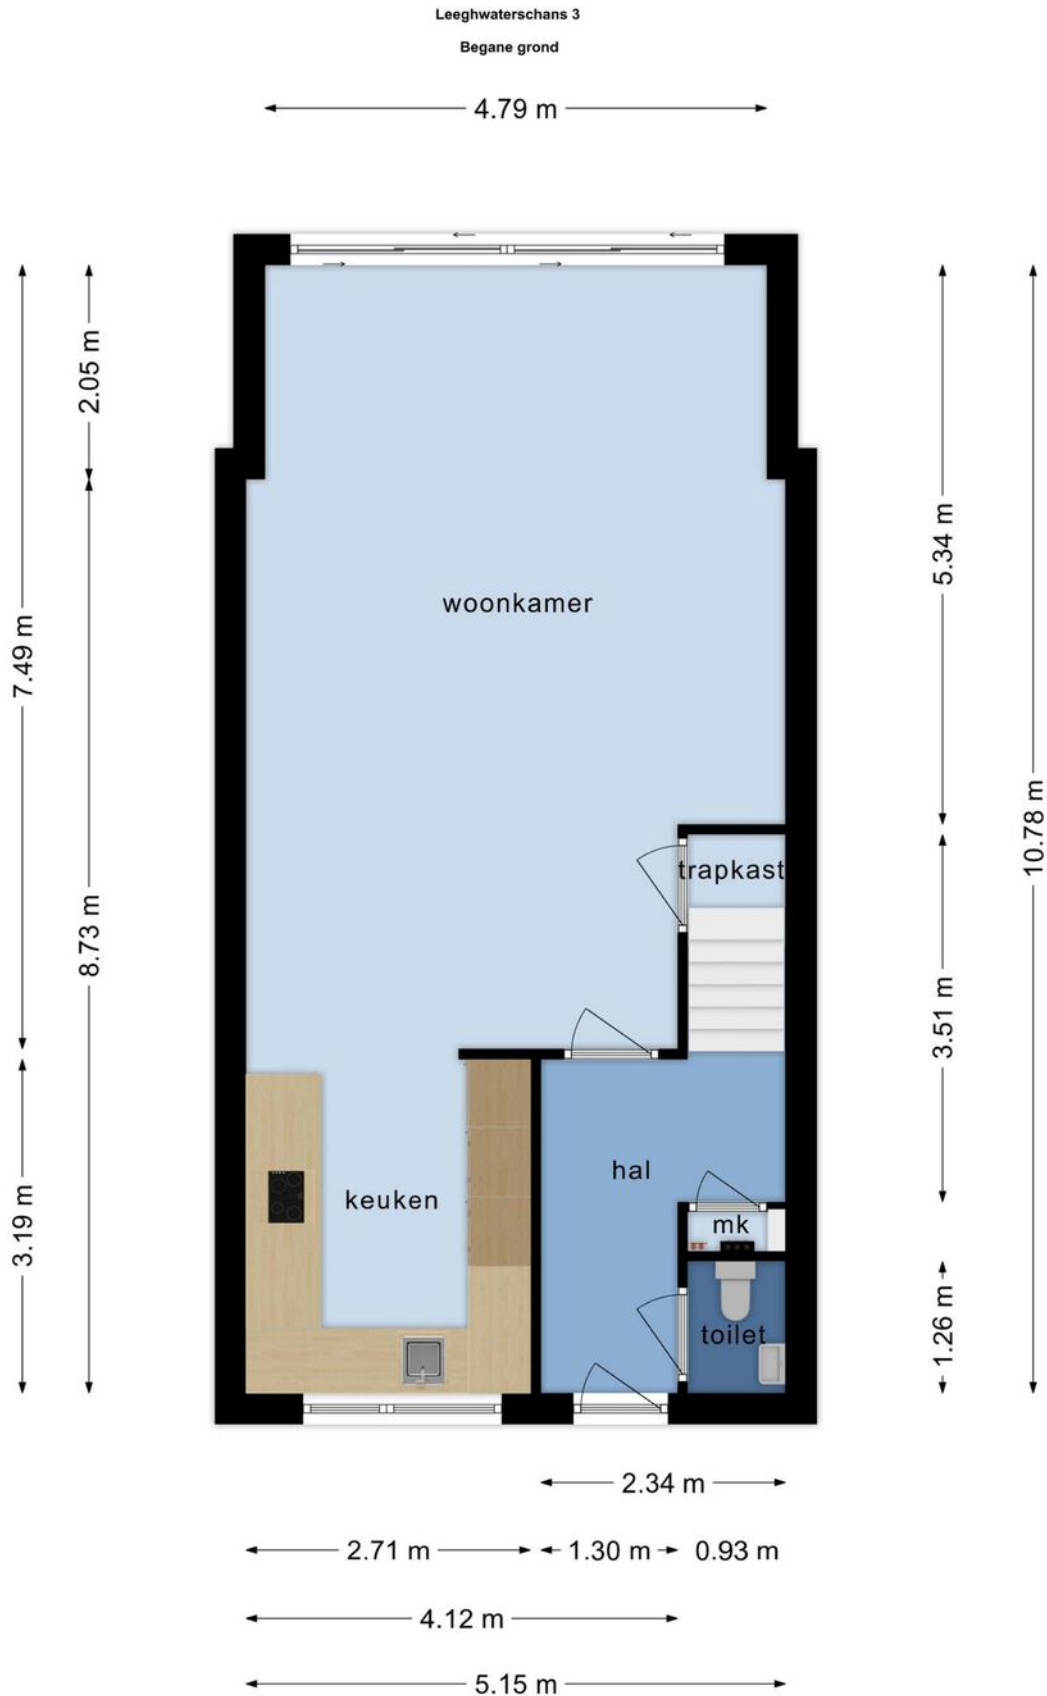 Leeghwaterschans 3
Begane grond
4.79 m
2.05 m
7.49 m
8.73 m
3.19 m
5.34 m
10.78 m
3.51 m
1.26 m
woonkamer
trapkast
hal
keuken
mk
toilet
2.34 m
2.71 m
1.30 m
0.93 m
4.12 m
5.15 m